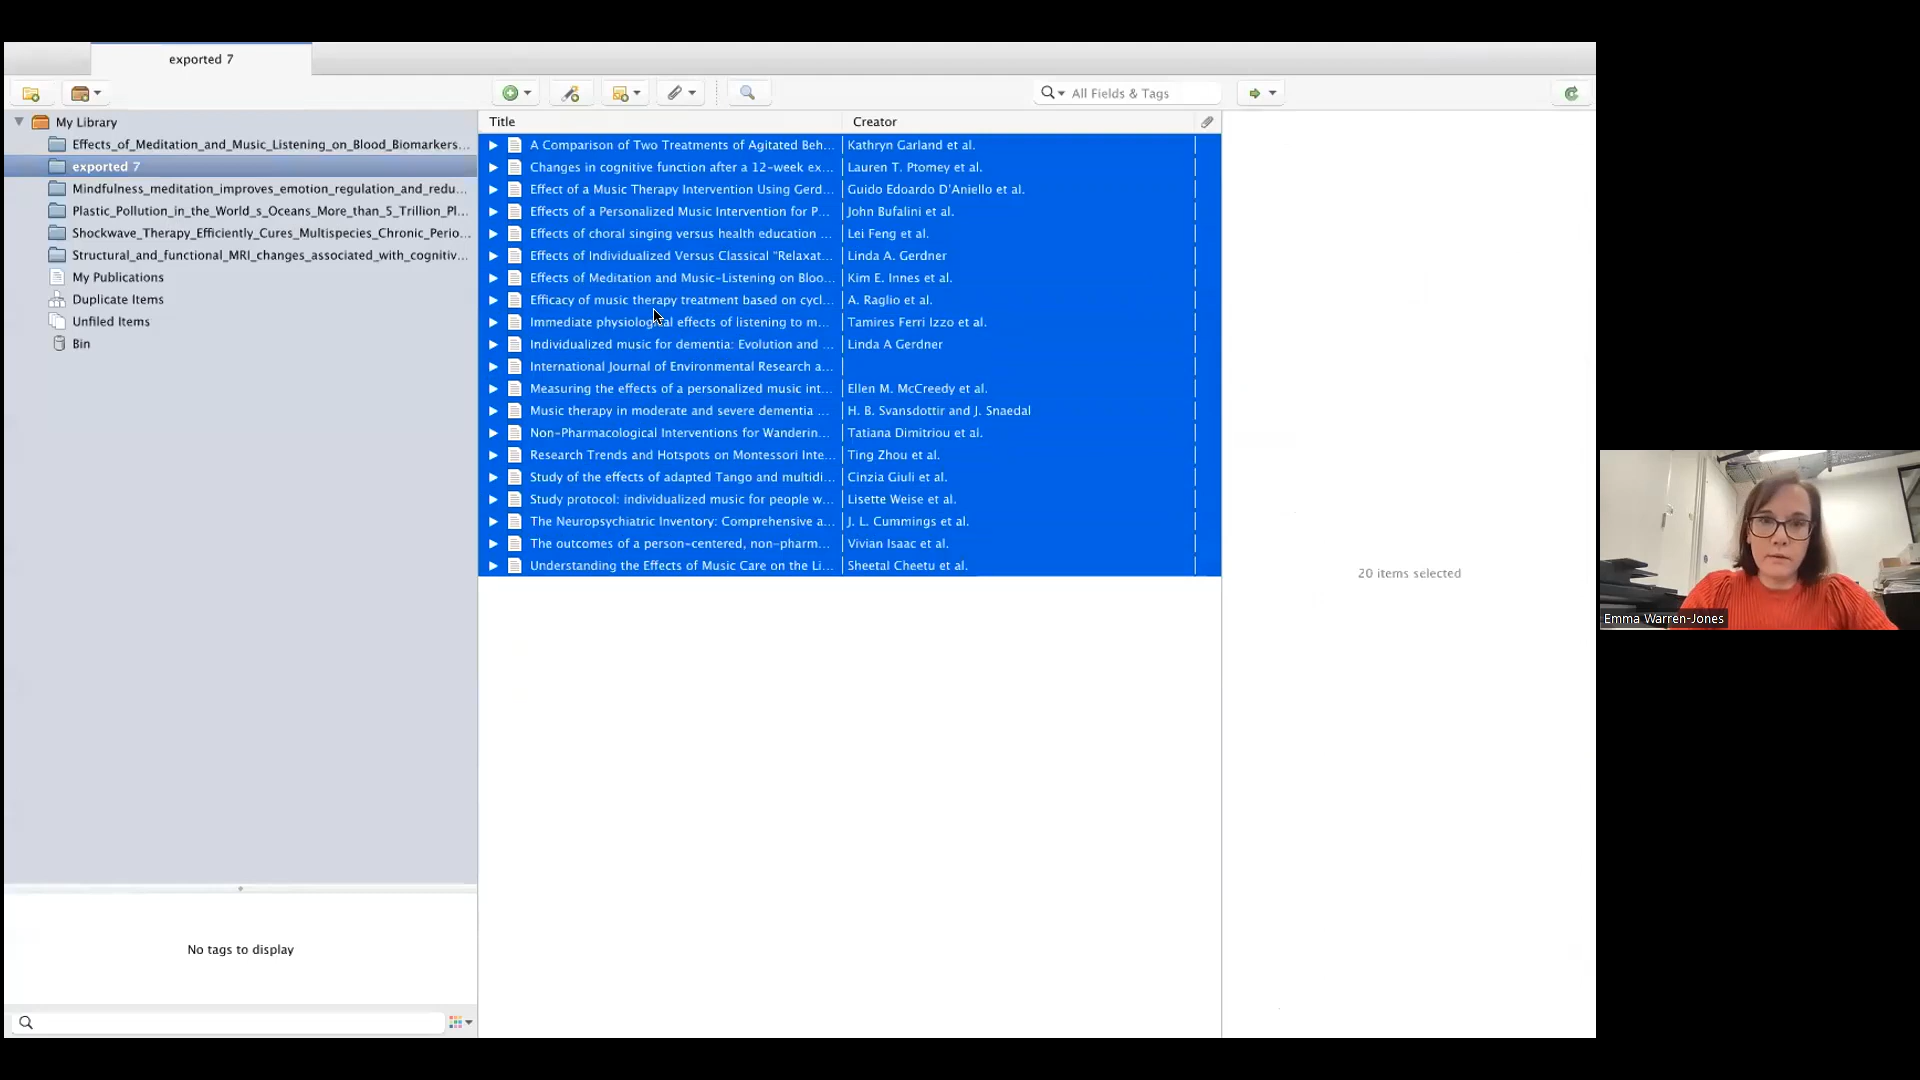 exported 7
All Fields & Tags
My Library
Effects_of_Meditation_and_Music_Listening_on_Blood_Biomarkers...
exported 7
Mindfulness_meditation_improves_emotion_regulation_and_redu...
Plastic_Pollution_in_the_World_s_Oceans_More_than_5_Trillion_Pl...
Shockwave_Therapy_Efficiently_Cures_Multispecies_Chronic_Perio...
Structural_and_functional_MRI_changes_associated_with_cognitiv...
My Publications
Duplicate Items
Unfiled Items
Bin
No tags to display
Title Creator
A Comparison of Two Treatments of Agitated Beh... Kathryn Garland et al.
Changes in cognitive function after a 12-week ex... Lauren T. Ptomey et al.
Effect of a Music Therapy Intervention Using Gerd... Guido Edoardo D'Aniello et al.
Effects of a Personalized Music Intervention for P... John Bufalini et al.
Effects of choral singing versus health education ... Lei Feng et al.
Effects of Individualized Versus Classical "Relaxat... Linda A. Gerdner
Effects of Meditation and Music-Listening on Bloo... Kim E. Innes et al.
Efficacy of music therapy treatment based on cycl... A. Raglio et al.
Immediate physiological effects of listening to m... Tamires Ferri Izzo et al.
Individualized music for dementia: Evolution and ... Linda A Gerdner
International Journal of Environmental Research a...
Measuring the effects of a personalized music int... Ellen M. McCreedy et al.
Music therapy in moderate and severe dementia ... H. B. Svansdottir and J. Snaedal
Non-Pharmacological Interventions for Wanderin... Tatiana Dimitriou et al.
Research Trends and Hotspots on Montessori Inte... Ting Zhou et al.
Study of the effects of adapted Tango and multidi... Cinzia Giuli et al.
Study protocol: individualized music for people w... Lisette Weise et al.
The Neuropsychiatric Inventory: Comprehensive a... J. L. Cummings et al.
The outcomes of a person-centered, non-pharm... Vivian Isaac et al.
Understanding the Effects of Music Care on the Li... Sheetal Cheetu et al.
20 items selected
Emma Warren-Jones